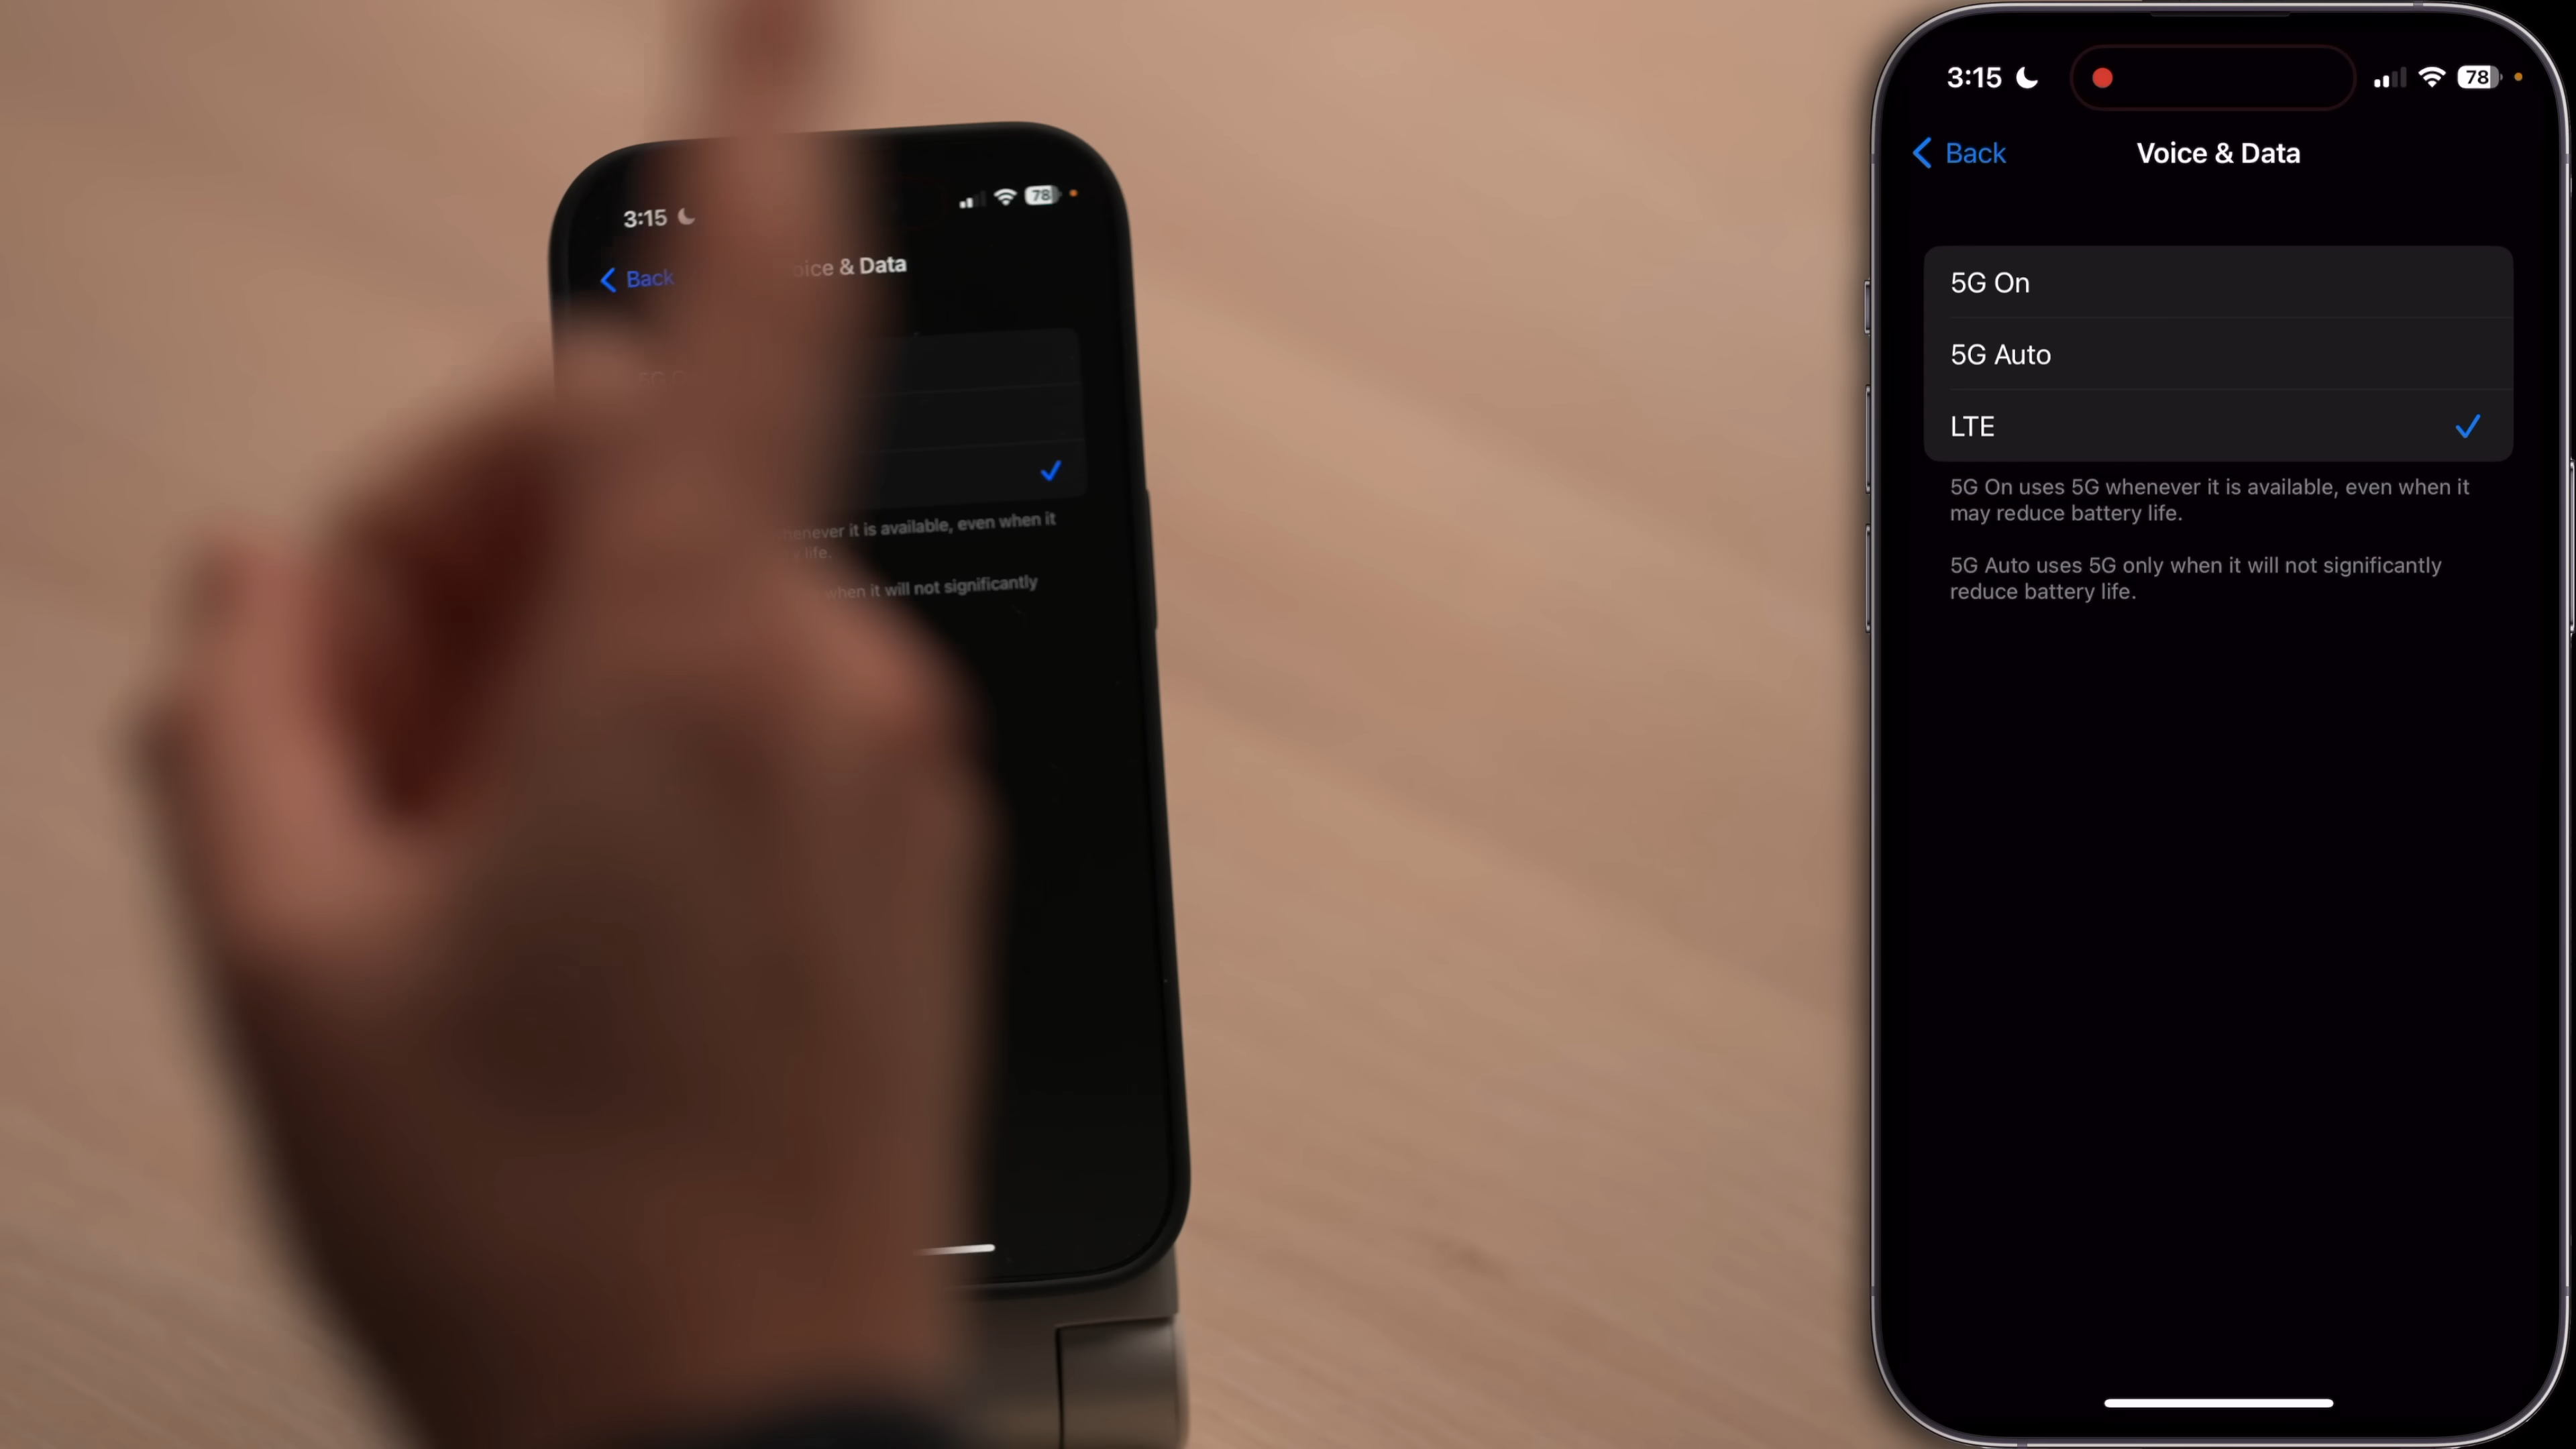 3:15
78
Back
Voice & Data
it is available, even when it
life.
when it will not significantly
3:15
78
Back
Voice & Data
5G On
5G Auto
LTE
5G On uses 5G whenever it is available, even when it
may reduce battery life.
5G Auto uses 5G only when it will not significantly
reduce battery life.